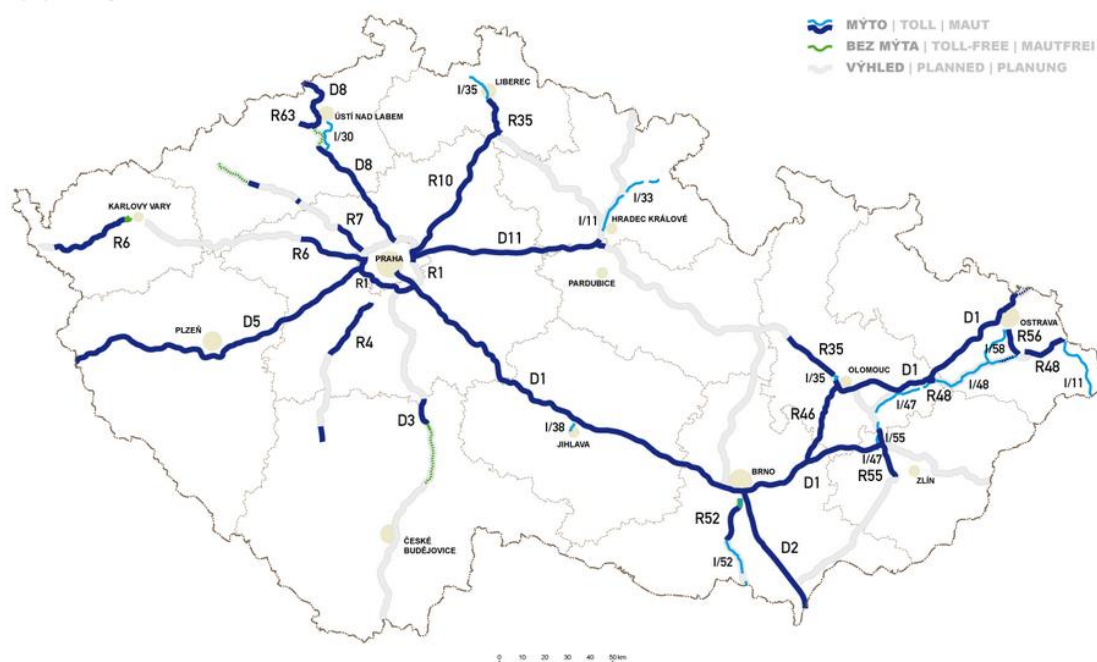 MÝTO | TOLL | MAUT
BEZ MÝTA | TOLL-FREE | MAUTFREI
VÝHLED | PLANNED | PLANUNG
D8
R63
ÚSTÍ NAD LABEM
I/30
D8
I/35
LIBEREC
R35
R10
KARLOVY VARY
R6
R7
R6
PRAHA
R1
R1
D11
I/11
I/33
HRADEC KRÁLOVÉ
PARDUBICE
PLZEŇ
D5
R4
D3
ČESKÉ
BUDĚJOVICE
D1
I/38
JIHLAVA
R35
I/35
OLOMOUC
D1
R46
I/47
R48
D1
OSTRAVA
R56
I/58
I/48
R48
I/11
I/55
I/47
R55
ZLÍN
BRNO
D1
R52
I/52
D2
0 10 20 30 40 50 km